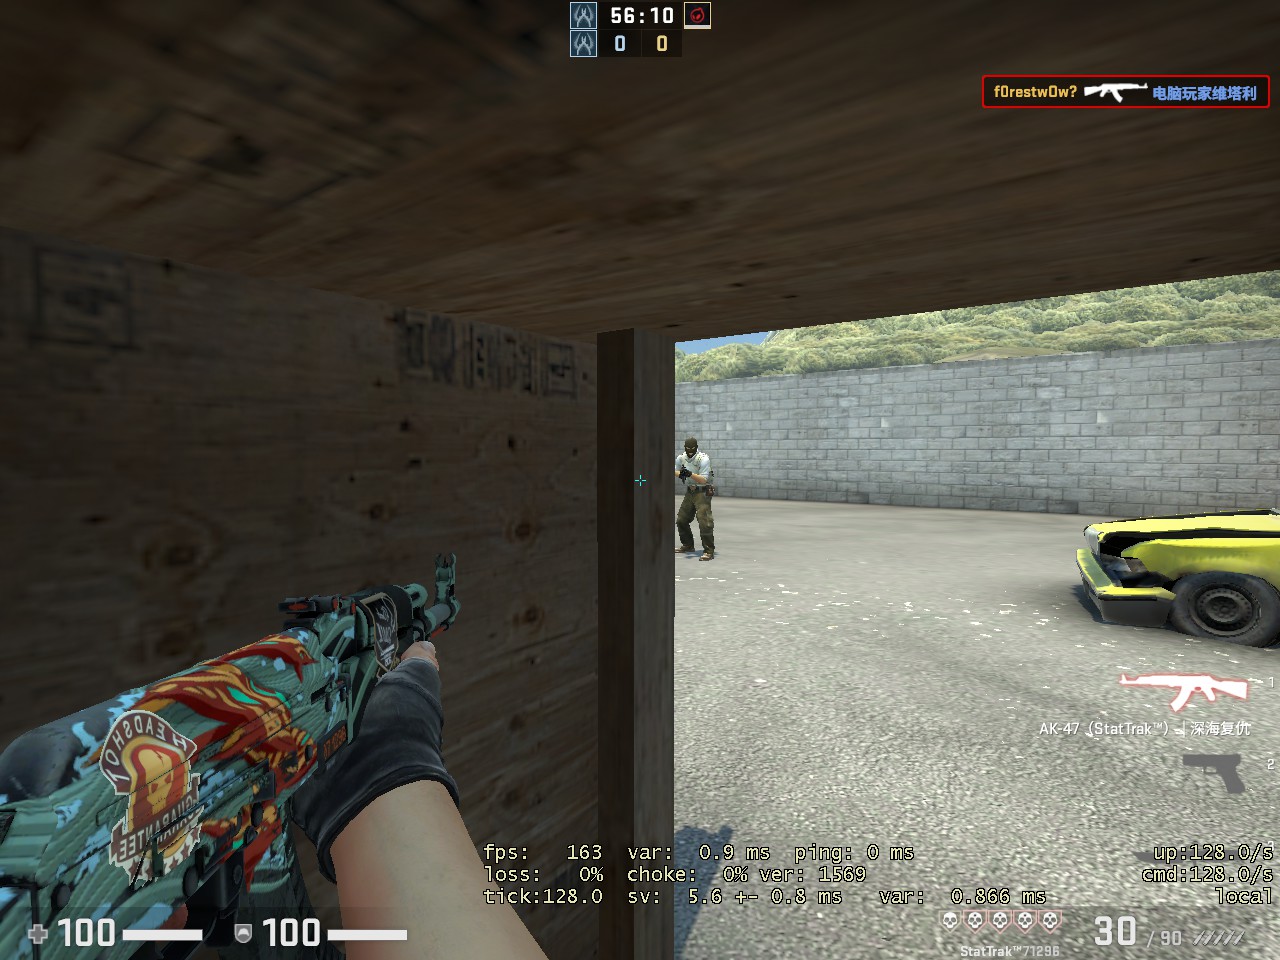 56:10
0 0
f0restw0w? 电脑玩家维塔利
AK-47 (StatTrak™) | 深海复仇
1
2
HEADSHOT
GUARANTEE
fps: 163 var: 0.9 ms ping: 0 ms
loss: 0% choke: 0% ver: 1569
tick:128.0 sv: 5.6 +- 0.8 ms var: 0.866 ms
up:128.0/s
cmd:128.0/s
local
100
100
30 / 90
StatTrak™71296